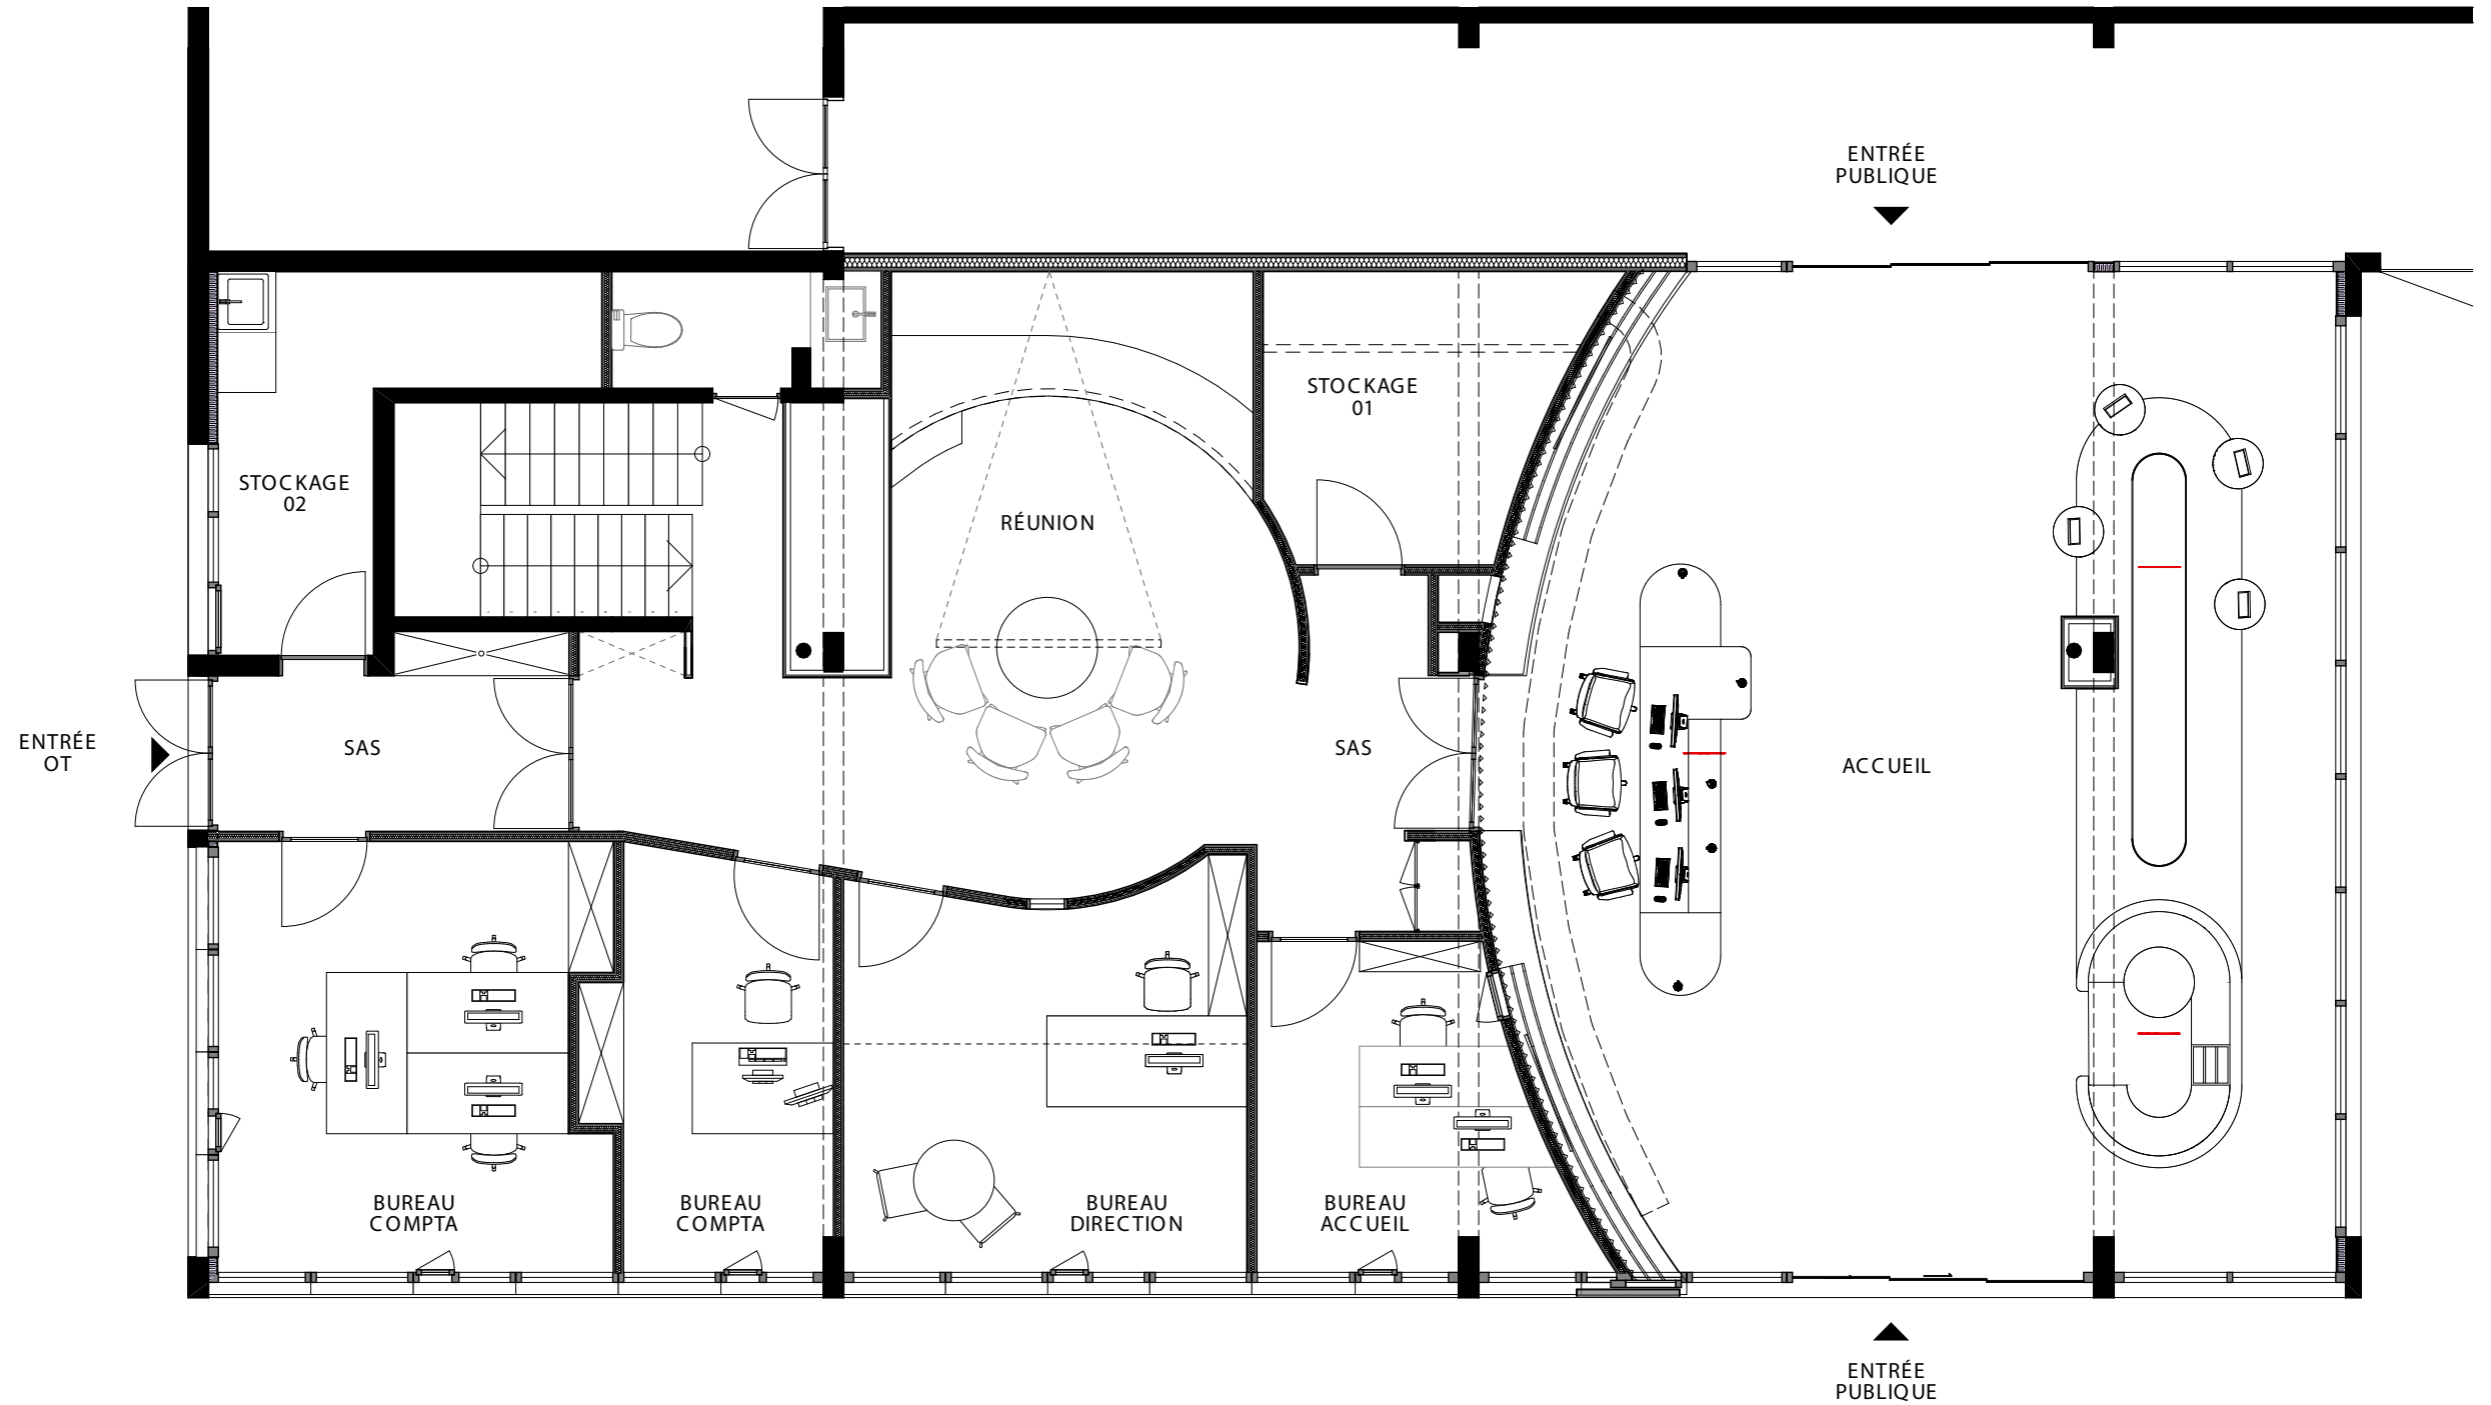 ENTRÉE
PUBLIQUE
STOCKAGE
01
STOCKAGE
02
RÉUNION
ENTRÉE
OT
SAS
SAS
ACCUEIL
BUREAU
COMPTA
BUREAU
COMPTA
BUREAU
DIRECTION
BUREAU
ACCUEIL
ENTRÉE
PUBLIQUE